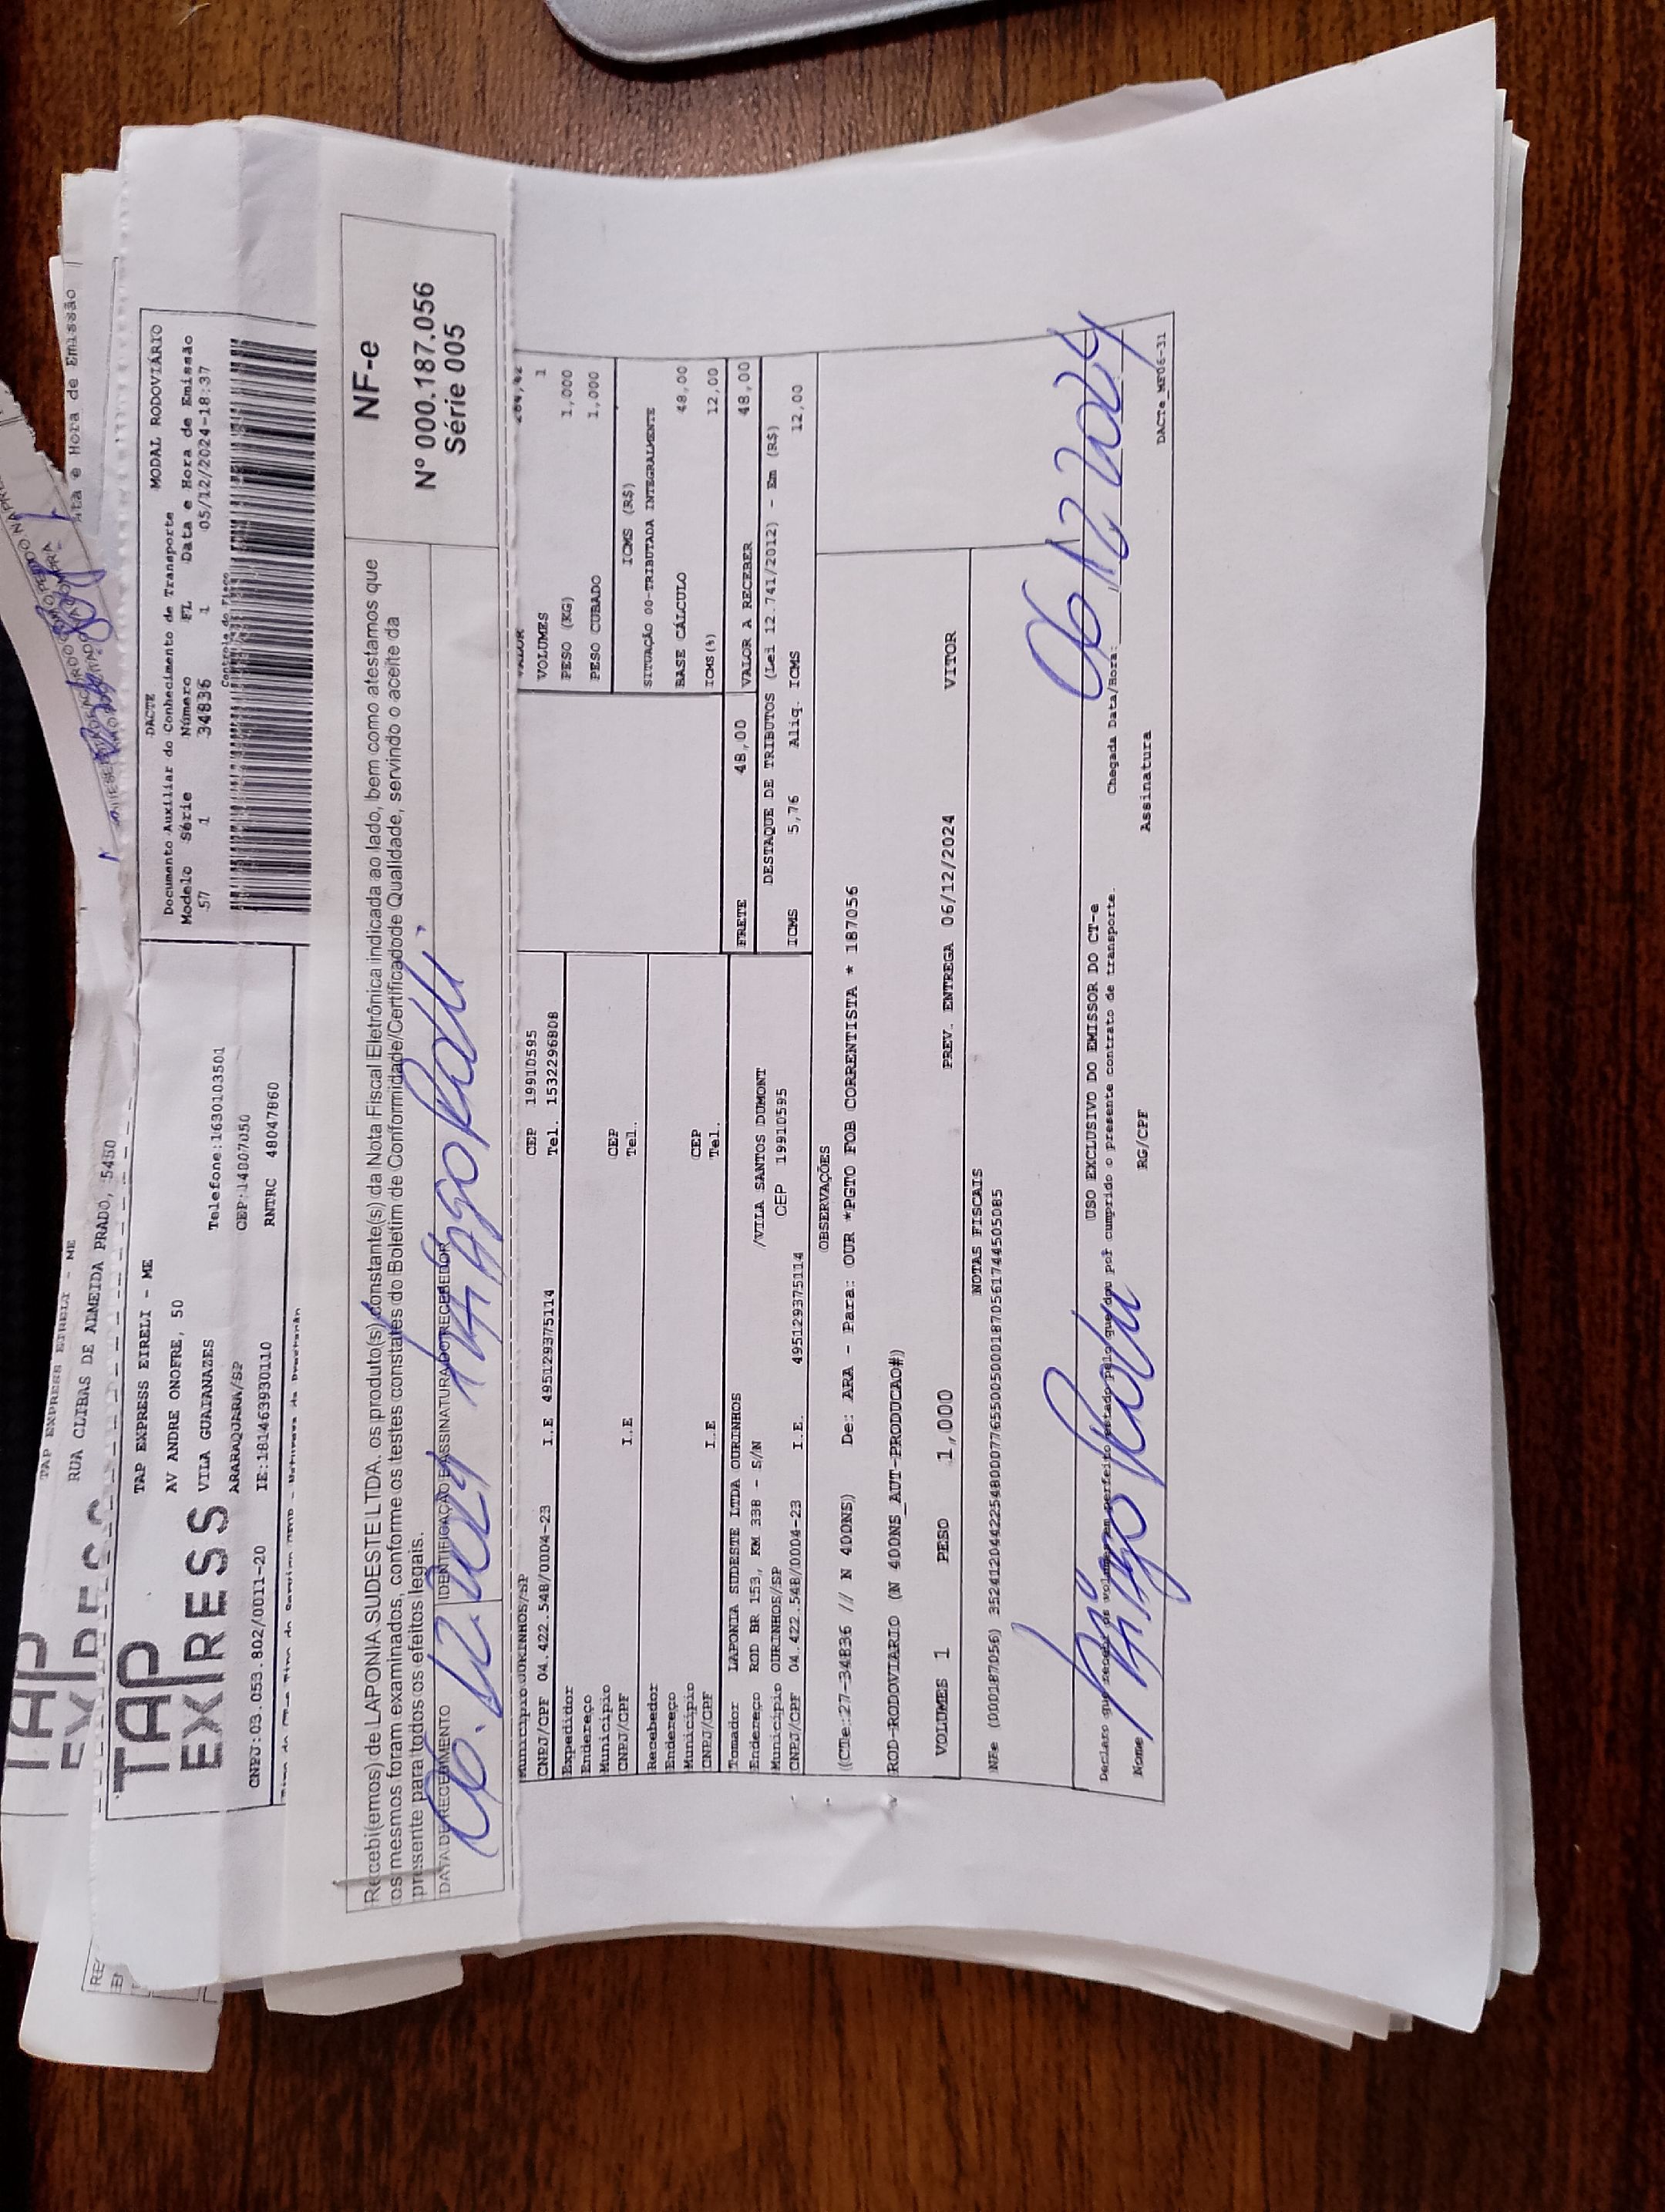 TAP EXPRESS EIRELI - ME
RUA CLIBAS DE ALMEIDA PRADO, 5450
Hora de Emissão
TAP
EXPRESS
TAP EXPRESS EIRELI - ME
AV ANDRE ONOFRE, 50
VILA GUAIANAZES Telefone:1630103501
ARARAQUARA/SP CEP:14007050
CNPJ:03.053.802/0011-20 IE:181463930110 RNTRC 48047860
DACTE MODAL RODOVIÁRIO
Documento Auxiliar do Conhecimento de Transporte
Modelo Série Número FL Data e Hora de Emissão
57 1 34836 1 05/12/2024-18:37
Controle do Fisco
Recebi(emos) de LAPONIA SUDESTE LTDA. os produto(s) constante(s) da Nota Fiscal Eletrônica indicada ao lado, bem como atestamos que
os mesmos foram examinados, conforme os testes constates do Boletim de Conformidade/Certificadode Qualidade, servindo o aceite da
presente para todos os efeitos legais.
DATA DE RECEBIMENTO IDENTIFICAÇÃO E ASSINATURA DO RECEBEDOR
06.12.2024
NF-e
Nº 000.187.056
Série 005
Município OURINHOS/SP CEP 19910595
CNPJ/CPF 04.422.548/0004-23 I.E 495129375114 Tel. 1532296808
Expedidor
Endereço
Município CEP
CNPJ/CPF I.E Tel.
Recebedor
Endereço
Município CEP
CNPJ/CPF I.E Tel.
Tomador LAPONIA SUDESTE LTDA OURINHOS
Endereço ROD BR 153, KM 338 - S/N /VILA SANTOS DUMONT
Município OURINHOS/SP CEP 19910595
CNPJ/CPF 04.422.548/0004-23 I.E. 495129375114
VALOR
VOLUMES 1
PESO (KG) 1,000
PESO CUBADO 1,000
ICMS (R$)
SITUAÇÃO 00-TRIBUTADA INTEGRALMENTE
BASE CÁLCULO 48,00
ICMS(%) 12,00
FRETE 48,00 VALOR A RECEBER 48,00
DESTAQUE DE TRIBUTOS (Lei 12.741/2012) - Em (R$)
ICMS 5,76 Aliq. ICMS 12,00
OBSERVAÇÕES
(CTe:27-34836 // N 400NS) De: ARA - Para: OUR *PGTO FOB CORRENTISTA * 187056
ROD-RODOVIARIO (N 400NS_AUT-PRODUCAO#)
VOLUMES 1 PESO 1,000 PREV. ENTREGA 06/12/2024 VITOR
NOTAS FISCAIS
NFe (000187056) 35241204422548000776550050001870561744505085
USO EXCLUSIVO DO EMISSOR DO CT-e
Declaro que recebi os volumes em perfeito estado pelo que dou por cumprido o presente contrato de transporte.
Chegada Data/Hora: 06 12 2024
Nome RG/CPF Assinatura
DACTe_MF06-31